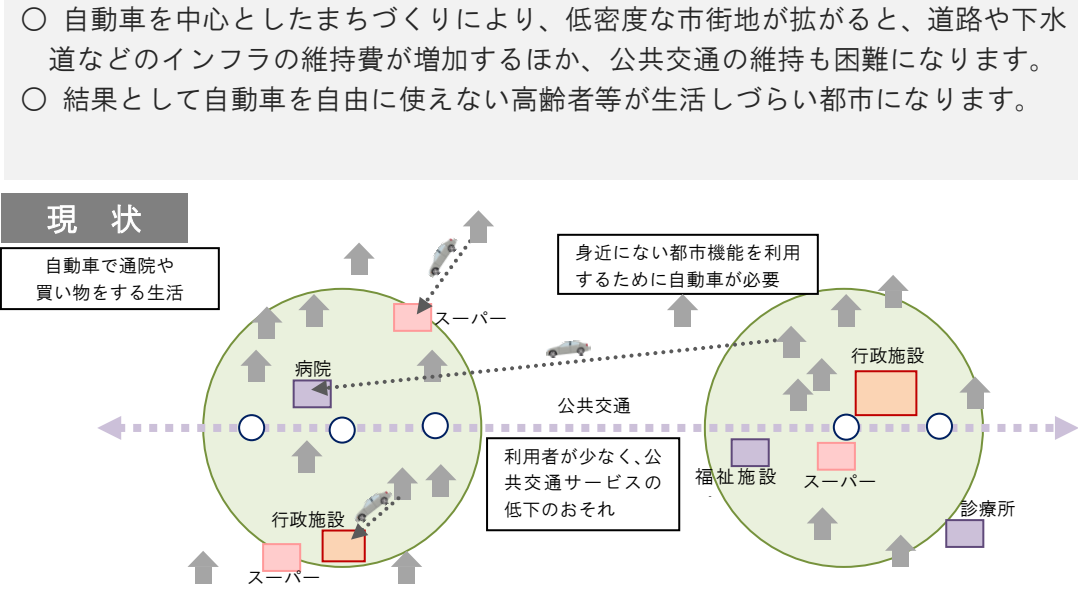 ○ 自動車を中心としたまちづくりにより、低密度な市街地が拡がると、道路や下水
道などのインフラの維持費が増加するほか、公共交通の維持も困難になります。
○ 結果として自動車を自由に使えない高齢者等が生活しづらい都市になります。
現 状
自動車で通院や
買い物をする生活
身近にない都市機能を利用
するために自動車が必要
スーパー
病院
行政施設
公共交通
利用者が少なく、公
共交通サービスの
低下のおそれ
福祉施設
スーパー
行政施設
スーパー
診療所